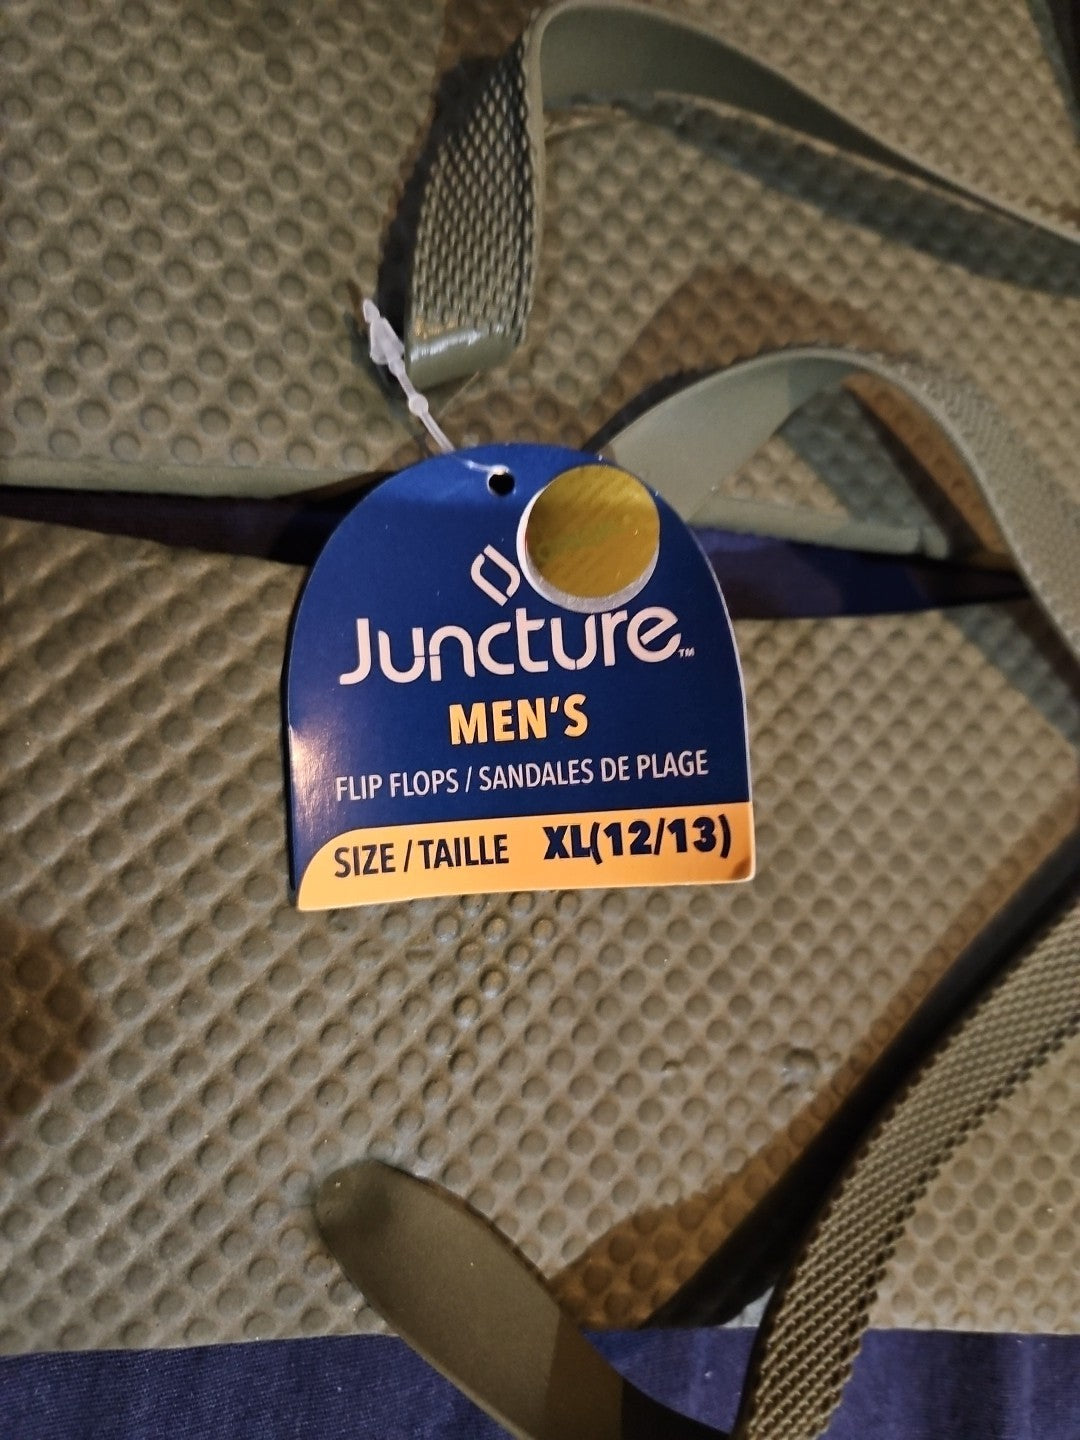 Juncture™
MEN'S
FLIP FLOPS / SANDALES DE PLAGE
SIZE / TAILLE XL(12/13)